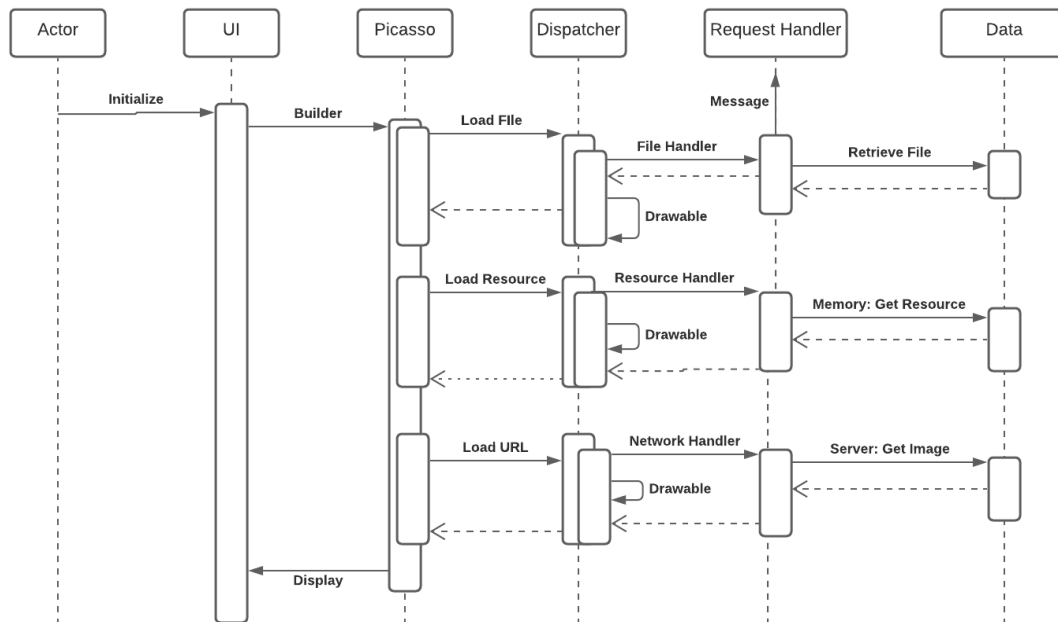 Actor
UI
Picasso
Dispatcher
Request Handler
Data
Initialize
Builder
Load FIle
Message
File Handler
Retrieve File
Drawable
Load Resource
Resource Handler
Memory: Get Resource
Drawable
Load URL
Network Handler
Server: Get Image
Drawable
Display